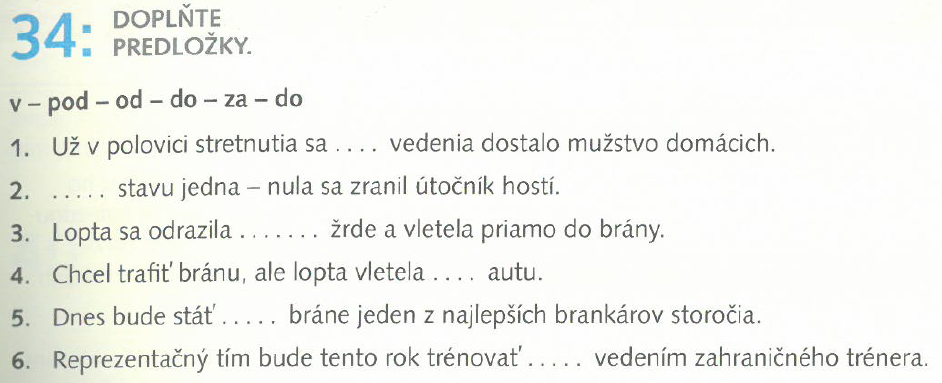 34: DOPLŇTE
PREDLOŽKY.
v – pod – od – do – za – do
1. Už v polovici stretnutia sa .... vedenia dostalo mužstvo domácich.
2. ..... stavu jedna – nula sa zranil útočník hostí.
3. Lopta sa odrazila ....... žrde a vletela priamo do brány.
4. Chcel trafiť bránu, ale lopta vletela .... autu.
5. Dnes bude stáť ..... bráne jeden z najlepších brankárov storočia.
6. Reprezentačný tím bude tento rok trénovať ..... vedením zahraničného trénera.